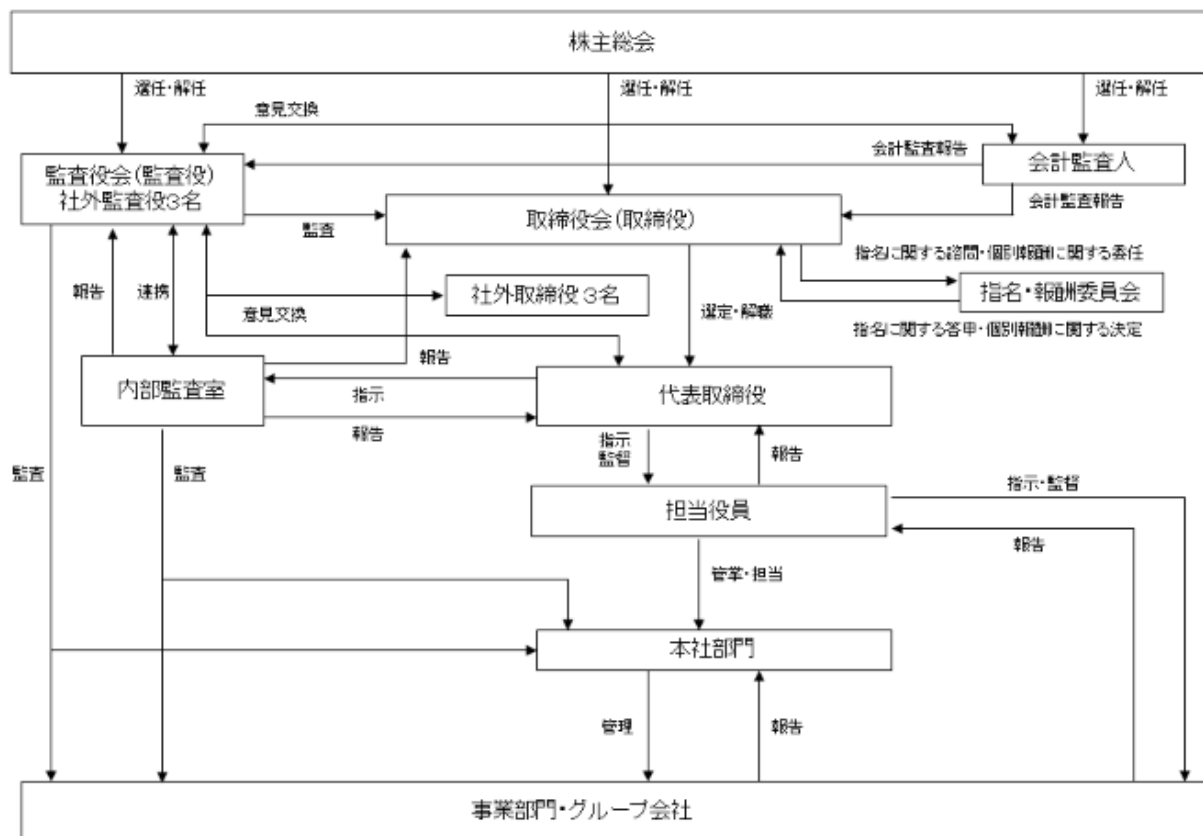 株主総会
選任・解任
選任・解任
選任・解任
意見交換
会計監査報告
会計監査人
監査役会(監査役)
社外監査役3名
会計監査報告
監査
取締役会(取締役)
指名に関する諮問・個別報酬に関する委任
報告
連携
社外取締役3名
指名・報酬委員会
意見交換
選定・解職
指名に関する答申・個別報酬に関する決定
報告
内部監査室
指示
代表取締役
報告
指示
監督
報告
監査
監査
指示・監督
担当役員
報告
管掌・担当
本社部門
管理
報告
事業部門・グループ会社